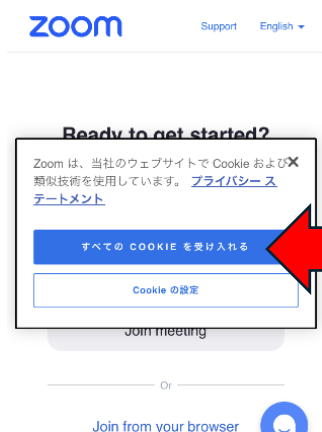 zoom
Support English
Ready to get started?
Zoom は、当社のウェブサイトで Cookie および
類似技術を使用しています。 プライバシー ス
テートメント
すべての COOKIE を受け入れる
Cookie の設定
Join meeting
Or
Join from your browser